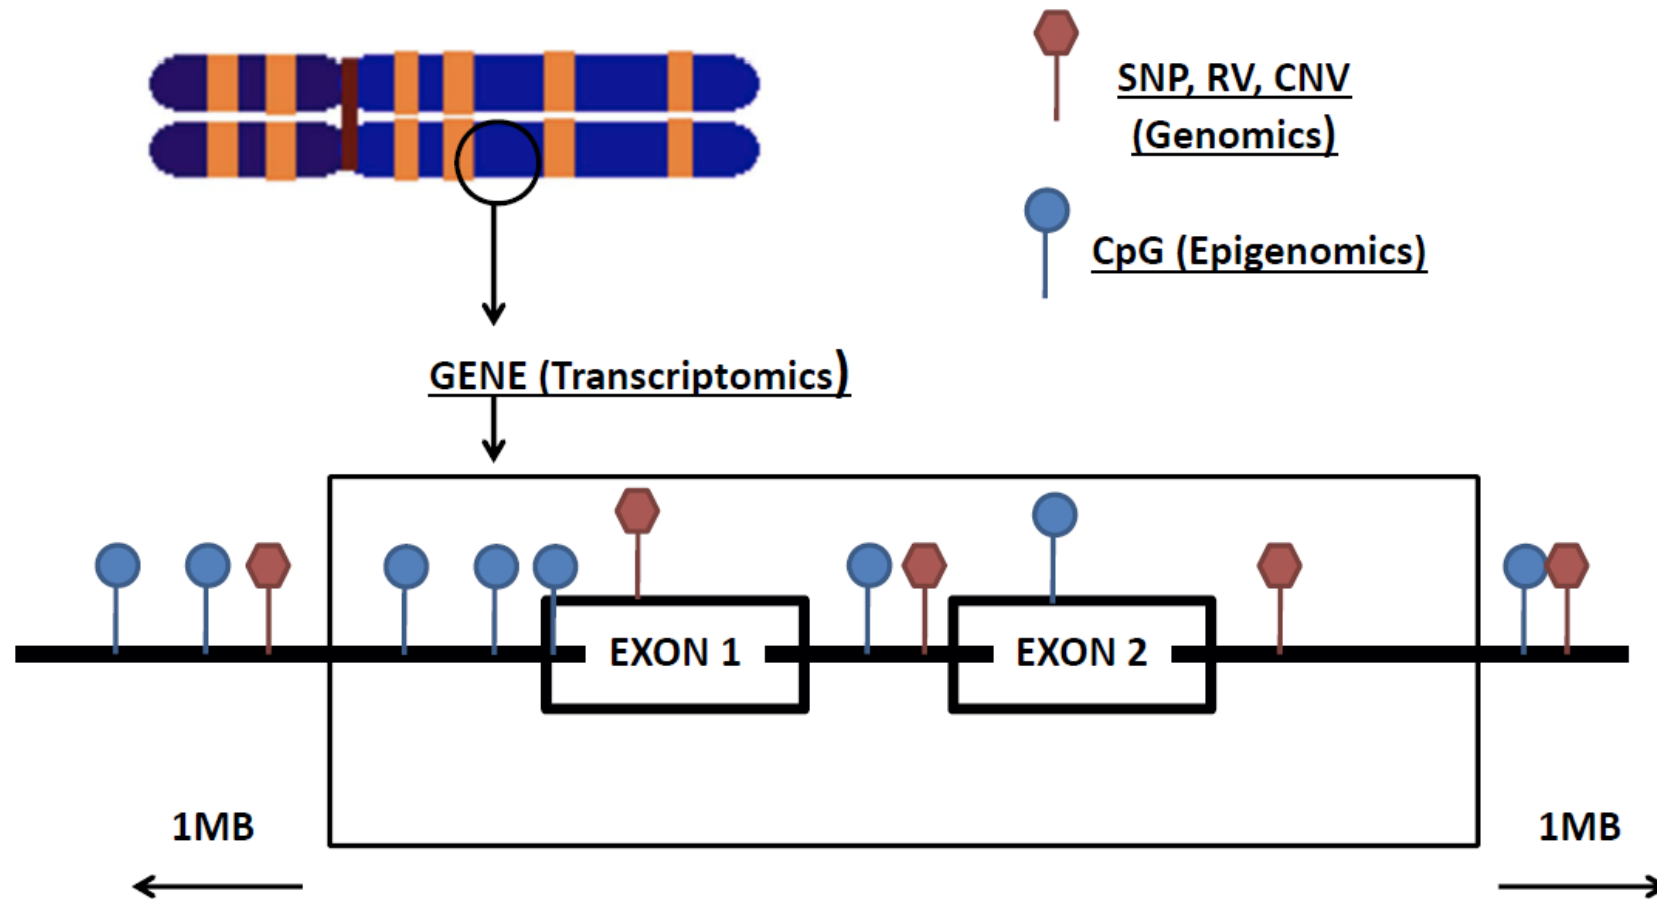 SNP, RV, CNV
(Genomics)
CpG (Epigenomics)
GENE (Transcriptomics)
EXON 1
EXON 2
1MB
1MB